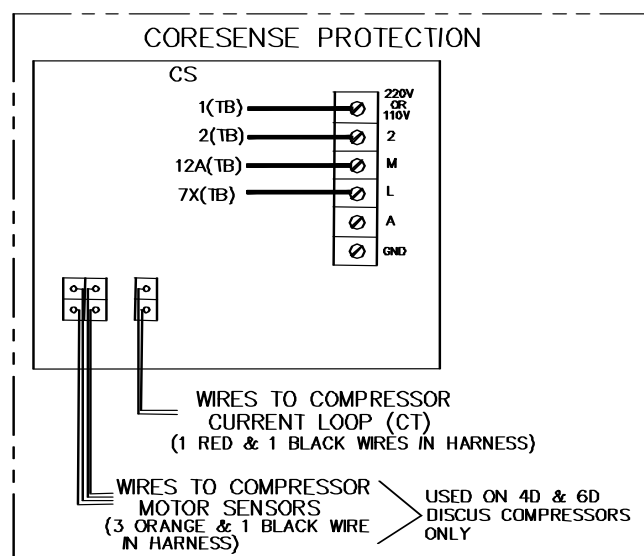 CORESENSE PROTECTION
CS
220V
OR
110V
1(TB)
2(TB)
2
12A(TB)
M
7X(TB)
L
A
GND
WIRES TO COMPRESSOR
CURRENT LOOP (CT)
(1 RED & 1 BLACK WIRES IN HARNESS)
WIRES TO COMPRESSOR
MOTOR SENSORS
(3 ORANGE & 1 BLACK WIRE
IN HARNESS)
USED ON 4D & 6D
DISCUS COMPRESSORS
ONLY